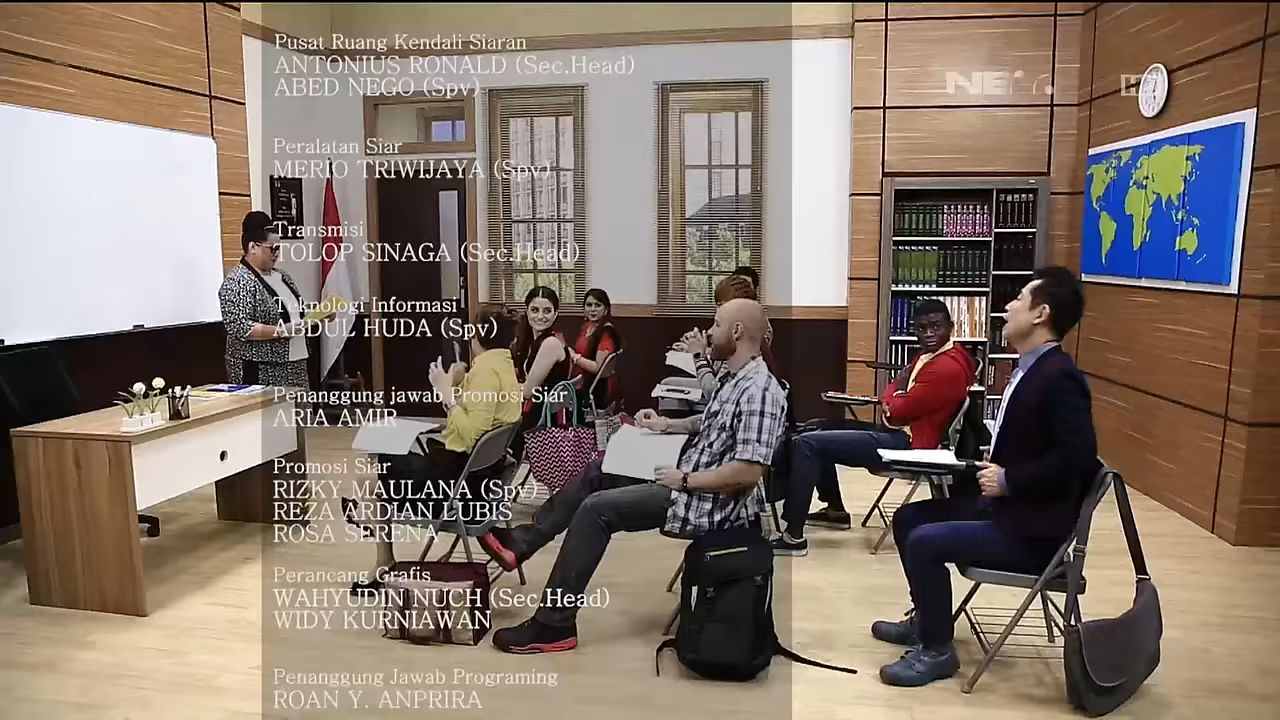 Pusat Ruang Kendali Siaran
ANTONIUS RONALD (Sec.Head)
ABED NEGO (Spv)
Peralatan Siar
MERIO TRIWIJAYA (Spv)
Transmisi
TOLOP SINAGA (Sec.Head)
Teknologi Informasi
ABDUL HUDA (Spv)
Penanggung jawab Promosi Siar
ARIA AMIR
Promosi Siar
RIZKY MAULANA (Spv)
REZA ARDIAN LUBIS
ROSA SERENA
Perancang Grafis
WAHYUDIN NUCH (Sec.Head)
WIDY KURNIAWAN
Penanggung Jawab Programing
ROAN Y. ANPRIRA